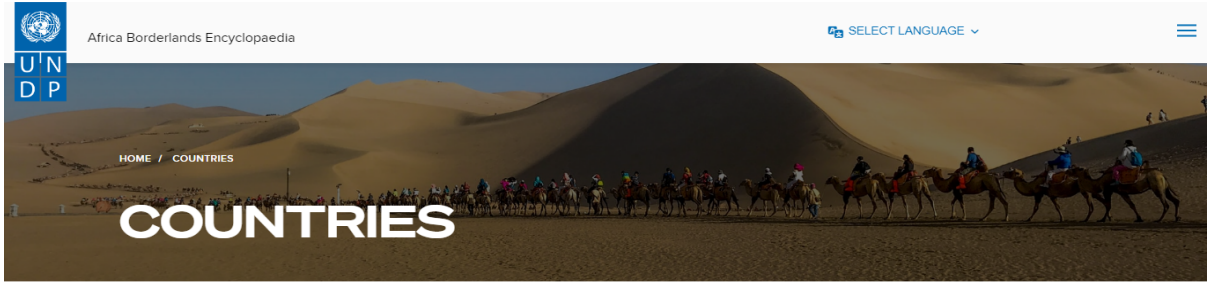 Africa Borderlands Encyclopaedia
SELECT LANGUAGE
U N
D P
HOME / COUNTRIES
COUNTRIES